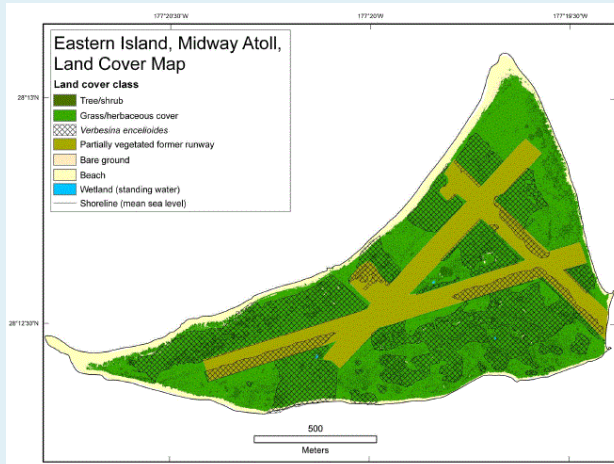 177°20'30"W 177°20'W 177°19'30"W
Eastern Island, Midway Atoll,
Land Cover Map
Land cover class
Tree/shrub
Grass/herbaceous cover
Verbesina encelioides
Partially vegetated former runway
Bare ground
Beach
Wetland (standing water)
Shoreline (mean sea level)
28°13'N
28°12'30"N
500
Meters